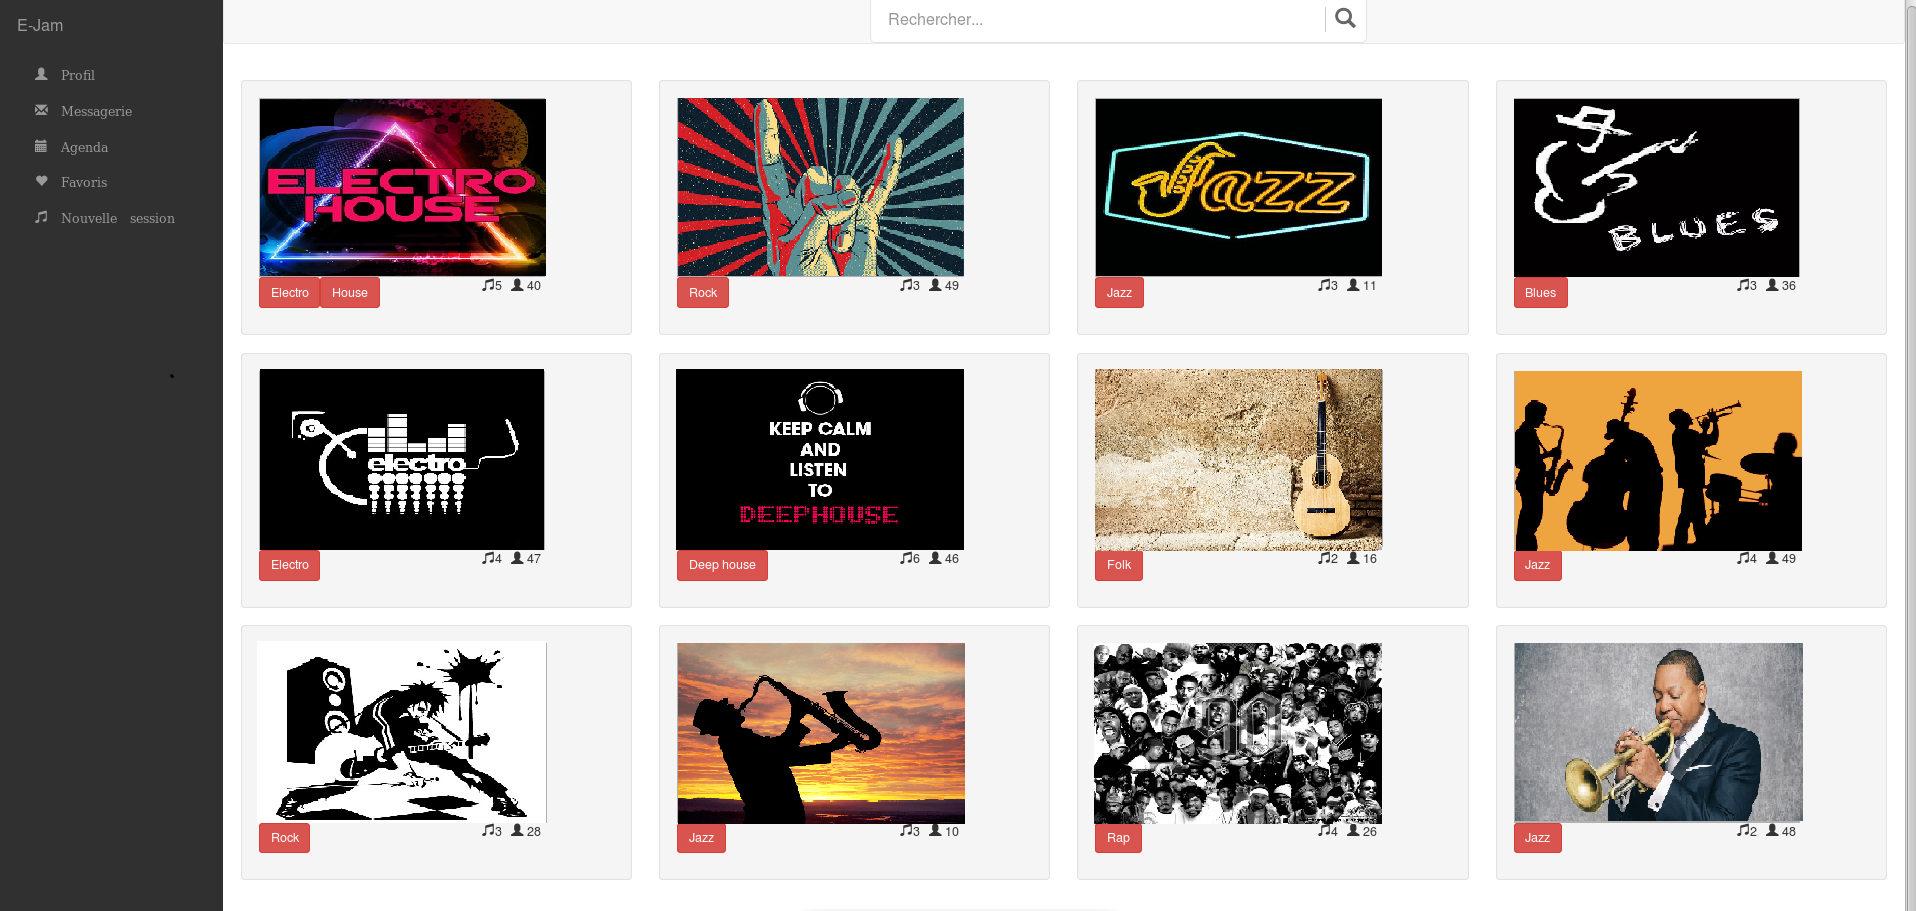 E-Jam
Rechercher...
Profil
Messagerie
Agenda
Favoris
Nouvelle session
ELECTRO
HOUSE
Electro House 5 40
Rock 3 49
Jazz
Jazz 3 11
BLUES
Blues 3 36
electro
Electro 4 47
KEEP CALM
AND
LISTEN
TO
DEEPHOUSE
Deep house 6 46
Folk 2 16
Jazz 4 49
Rock 3 28
Jazz 3 10
Rap 4 26
Jazz 2 48